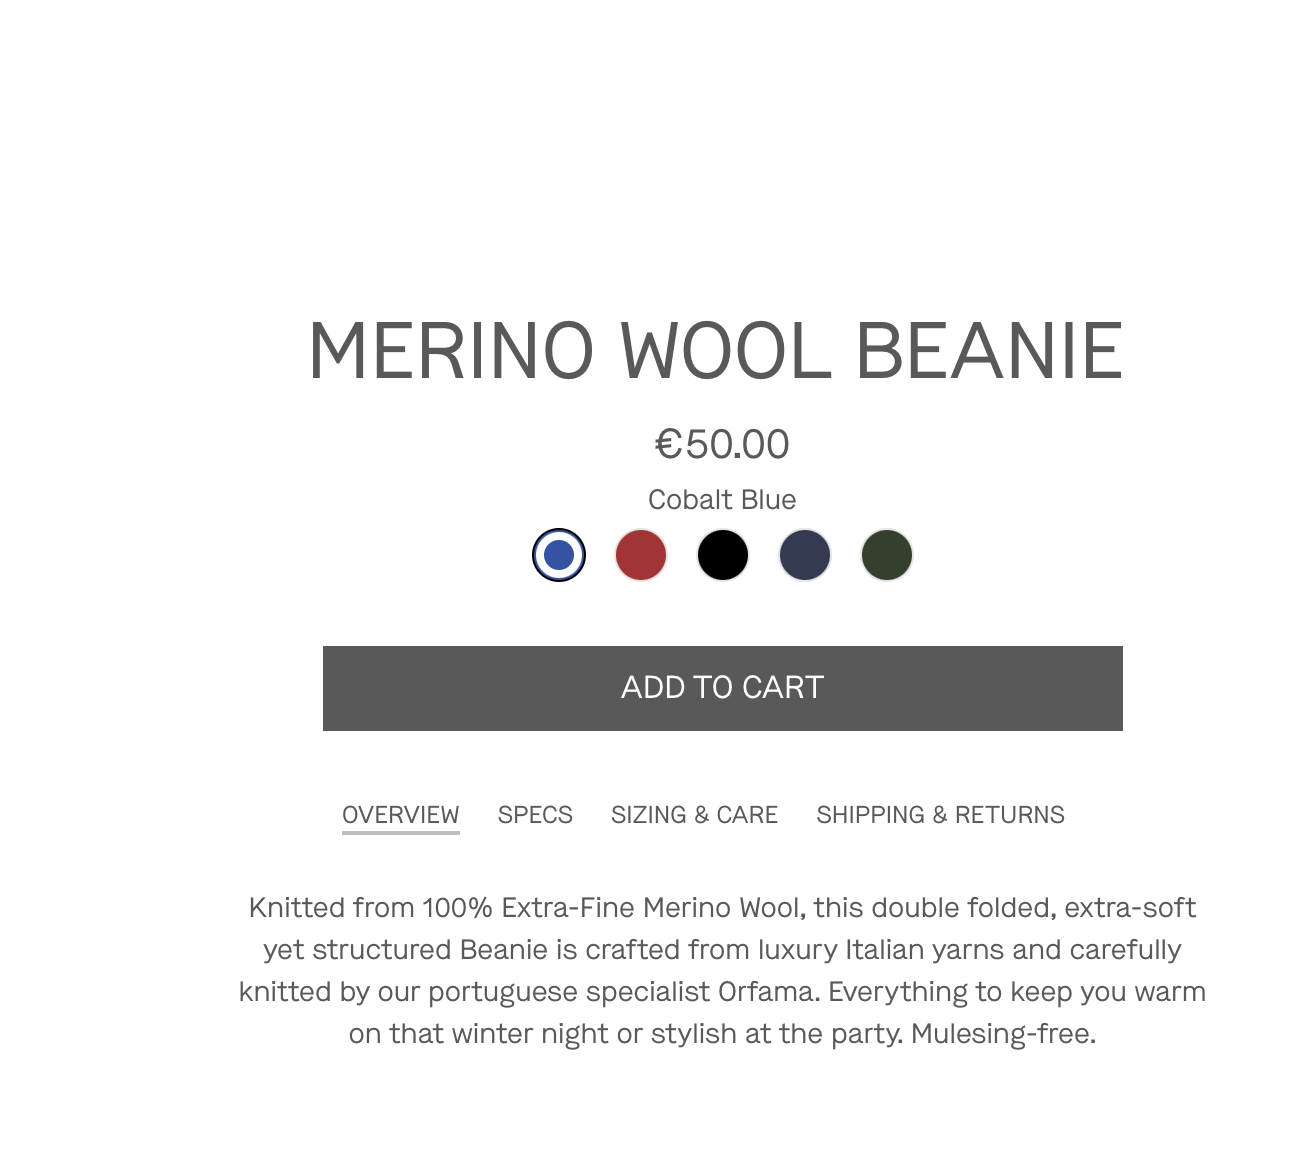 MERINO WOOL BEANIE
€50.00
Cobalt Blue
ADD TO CART
OVERVIEW SPECS SIZING & CARE SHIPPING & RETURNS
Knitted from 100% Extra-Fine Merino Wool, this double folded, extra-soft
yet structured Beanie is crafted from luxury Italian yarns and carefully
knitted by our portuguese specialist Orfama. Everything to keep you warm
on that winter night or stylish at the party. Mulesing-free.